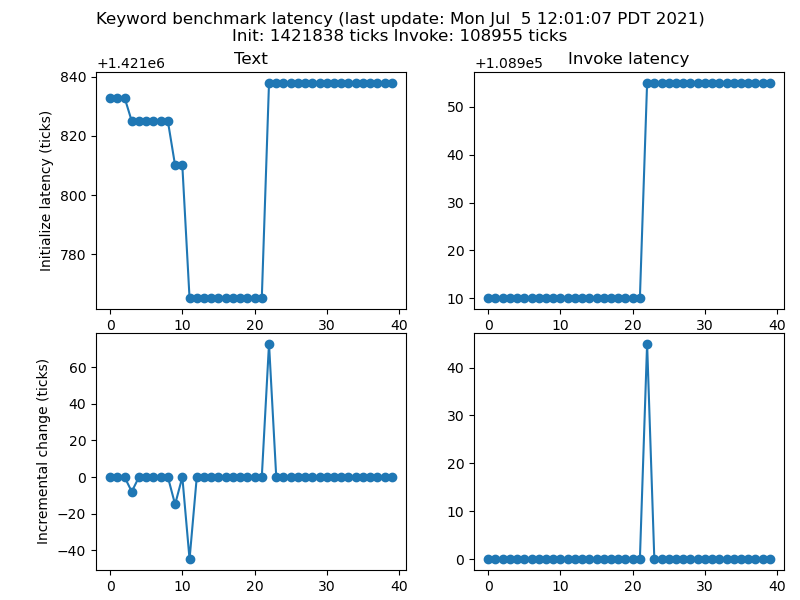 Keyword benchmark latency (last update: Mon Jul  5 12:01:07 PDT 2021)
Init: 1421838 ticks Invoke: 108955 ticks
Text
Invoke latency
+1.421e6
+1.089e5
Initialize latency (ticks)
840
820
800
780
0 10 20 30 40
50
40
30
20
10
0 10 20 30 40
Incremental change (ticks)
60
40
20
0
−20
−40
0 10 20 30 40
40
30
20
10
0
0 10 20 30 40